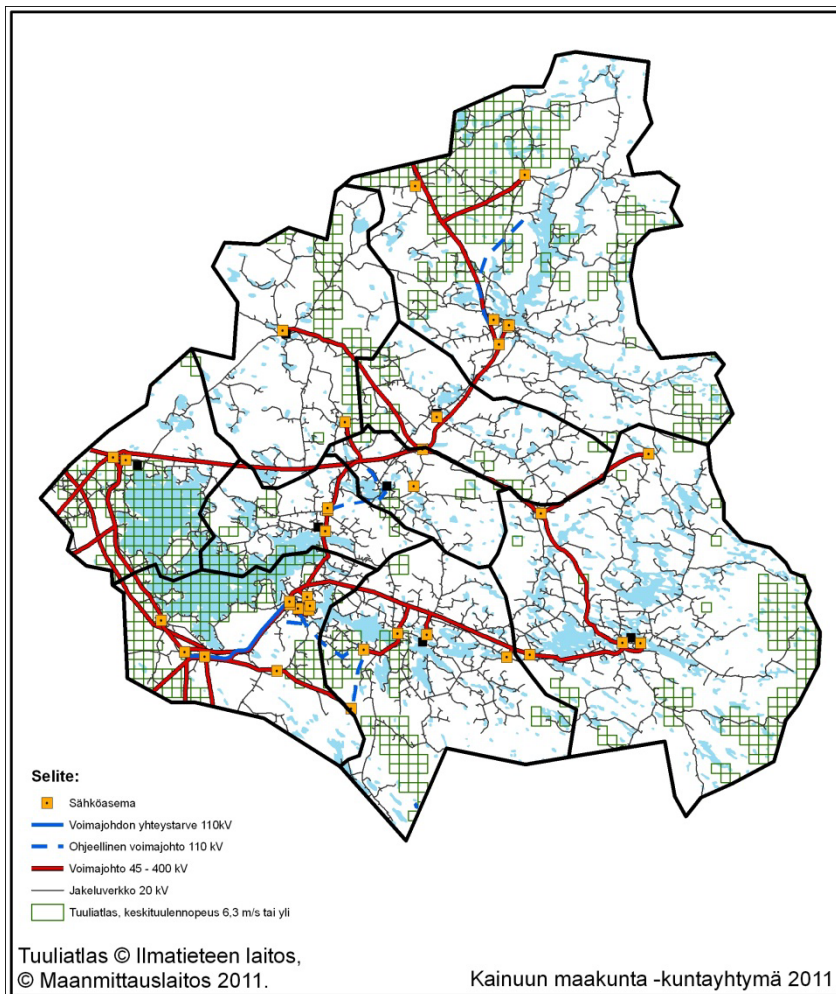 Selite:
Sähköasema
Voimajohdon yhteystarve 110kV
Ohjeellinen voimajohto 110 kV
Voimajohto 45 - 400 kV
Jakeluverkko 20 kV
Tuuliatlas, keskituulennopeus 6,3 m/s tai yli
Tuuliatlas © Ilmatieteen laitos,
© Maanmittauslaitos 2011.
Kainuun maakunta -kuntayhtymä 2011